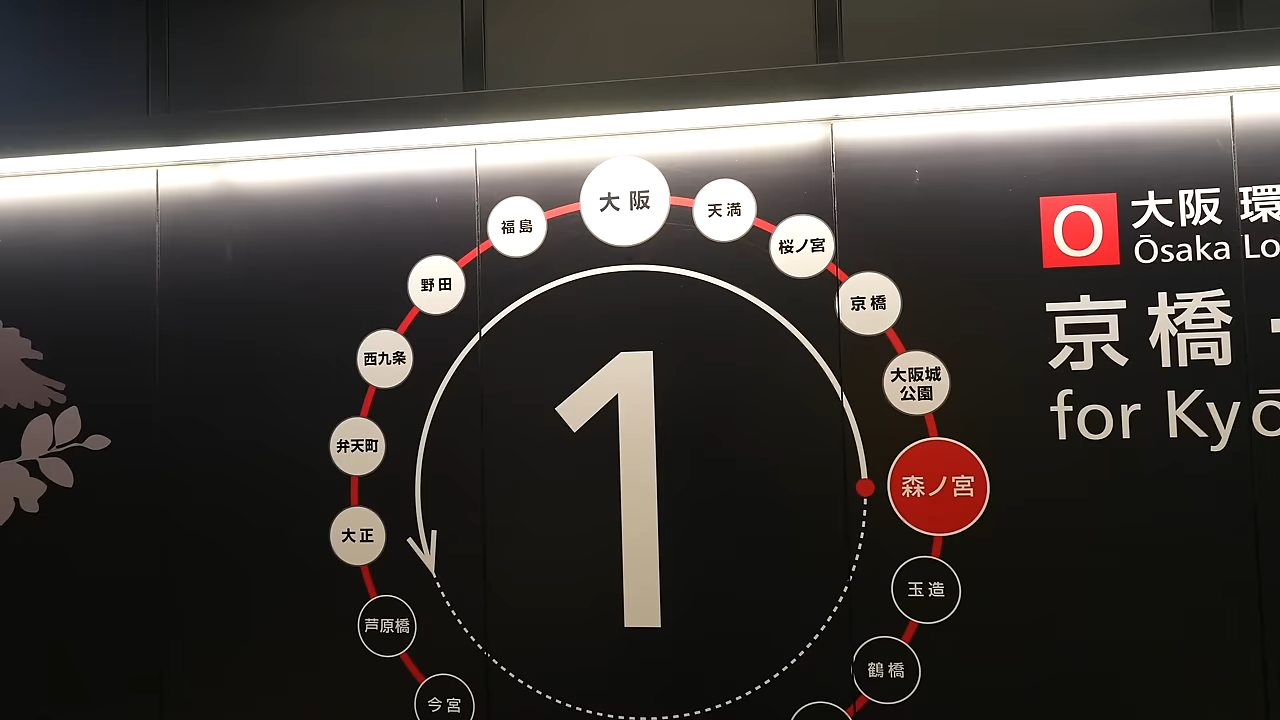 大阪
福島
天満
桜ノ宮
野田
京橋
西九条
大阪城
公園
弁天町
森ノ宮
大正
玉造
芦原橋
鶴橋
今宮
1
O
大阪環
Ōsaka Lo
京橋
for Kyō